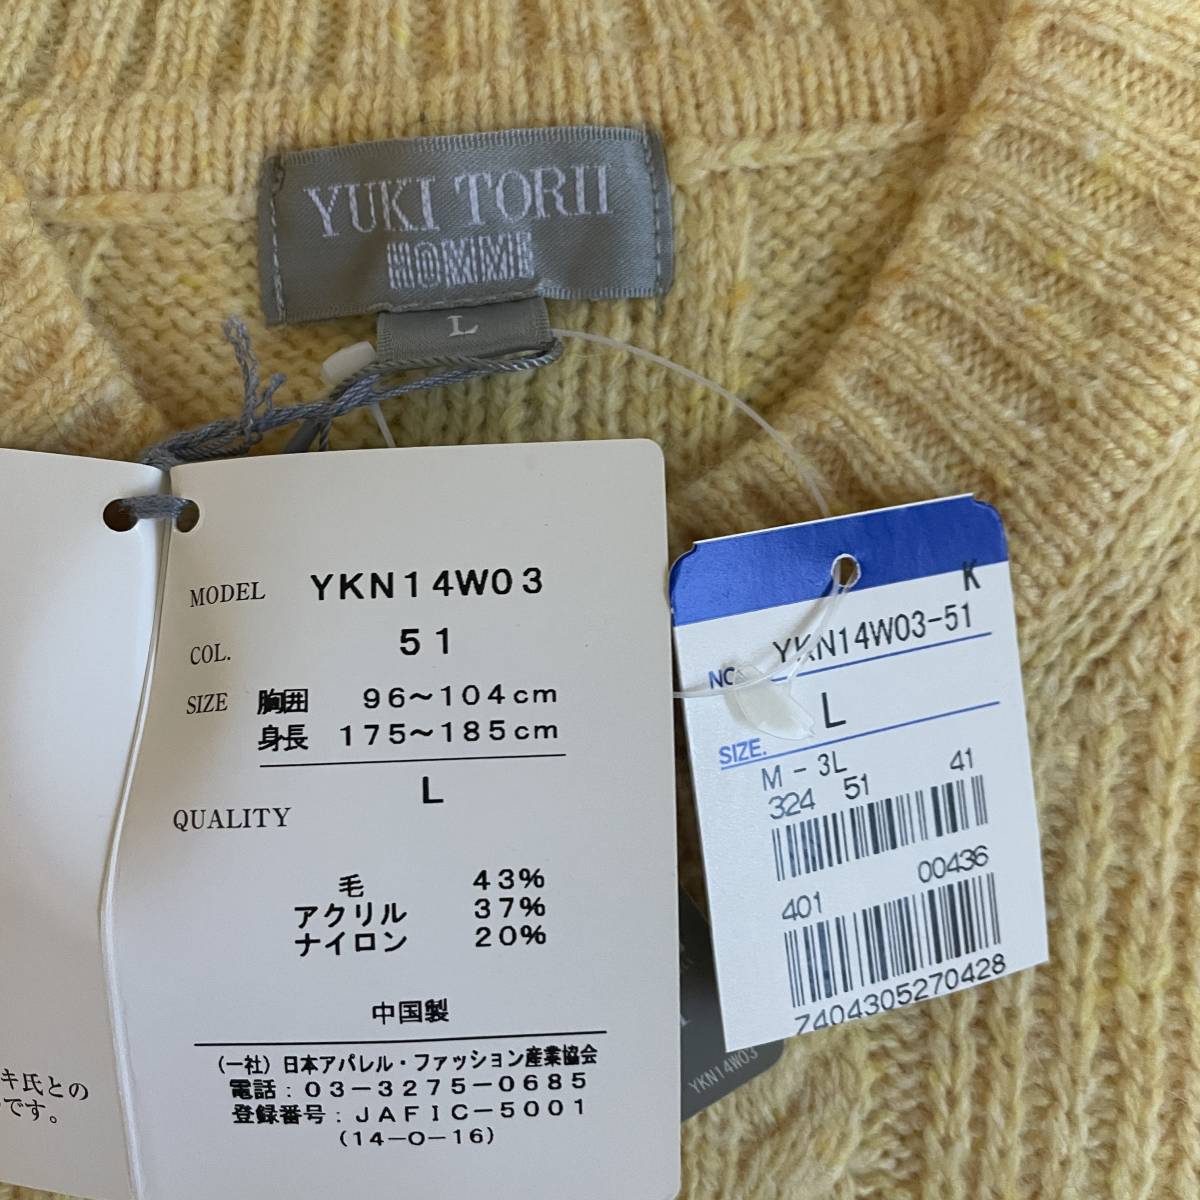 YUKI TORII
HOMME
L
MODEL YKN14W03
COL. 51
SIZE 胸囲 96～104cm
身長 175～185cm
L
QUALITY
毛 43%
アクリル 37%
ナイロン 20%
中国製
(一社)日本アパレル・ファッション産業協会
電話:03-3275-0685
登録番号:JAFIC-5001
(14-0-16)
キ氏との
です。
K
NO. YKN14W03-51
SIZE. L
M - 3L
324 51 41
00436
401
7404305270428
YKN14W03